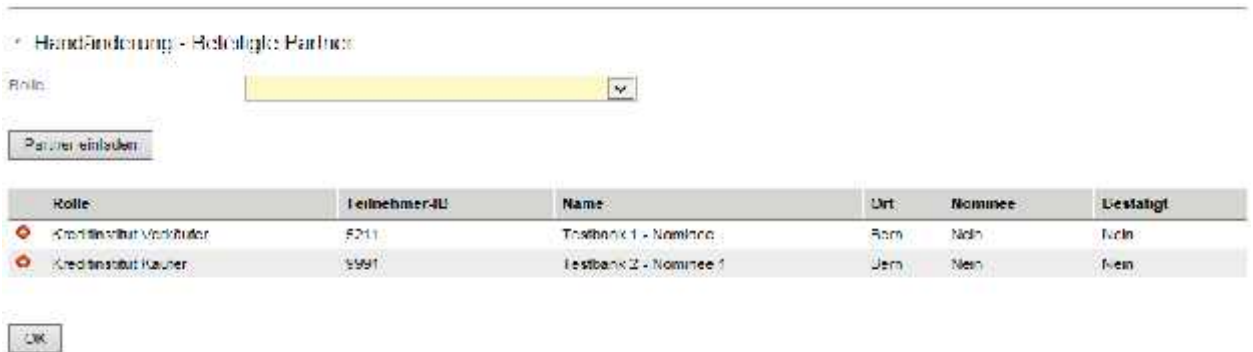 Handänderung - Beteiligte Partner
Rolle
Partner einladen
Rolle Teilnehmer-ID Name Ort Nominee Bestätigt
Kreditinstitut Verkäufer 5211 Testbank 1 - Nominee Bern Nein Nein
Kreditinstitut Käufer 9991 Testbank 2 - Nominee 1 Bern Nein Nein
OK